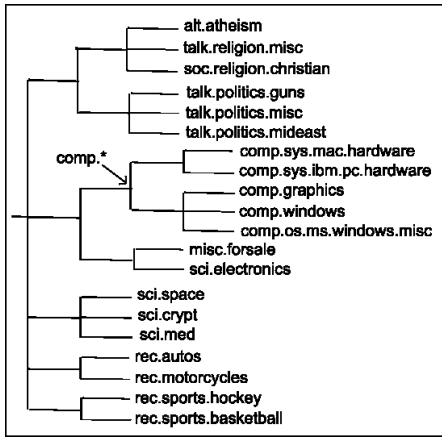 alt.atheism
talk.religion.misc
soc.religion.christian
talk.politics.guns
talk.politics.misc
talk.politics.mideast
comp.*
comp.sys.mac.hardware
comp.sys.ibm.pc.hardware
comp.graphics
comp.windows
comp.os.ms.windows.misc
misc.forsale
sci.electronics
sci.space
sci.crypt
sci.med
rec.autos
rec.motorcycles
rec.sports.hockey
rec.sports.basketball